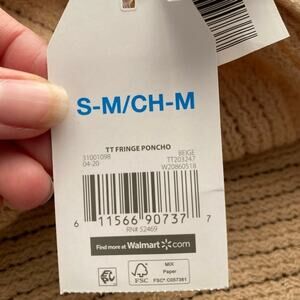 S-M/CH-M
TT FRINGE PONCHO
31001098 BEIGE
04-20 TT203247
W20860518
6 11566 90737 7
RN# 52469
Find more at Walmart.com
MIX
Paper
FSC FSC® C057361